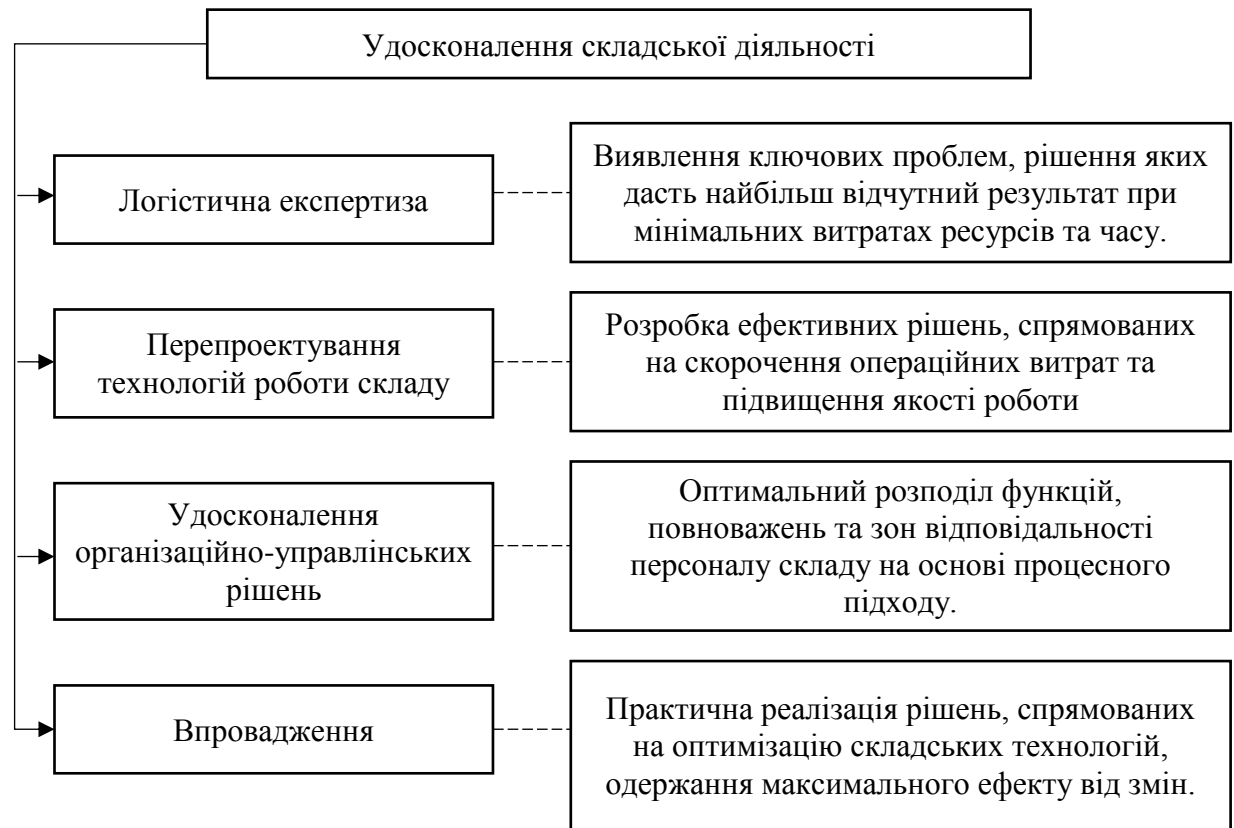 Удосконалення складської діяльності
Логістична експертиза
Виявлення ключових проблем, рішення яких
дасть найбільш відчутний результат при
мінімальних витратах ресурсів та часу.
Перепроектування
технологій роботи складу
Розробка ефективних рішень, спрямованих
на скорочення операційних витрат та
підвищення якості роботи
Удосконалення
організаційно-управлінських
рішень
Оптимальний розподіл функцій,
повноважень та зон відповідальності
персоналу складу на основі процесного
підходу.
Впровадження
Практична реалізація рішень, спрямованих
на оптимізацію складських технологій,
одержання максимального ефекту від змін.